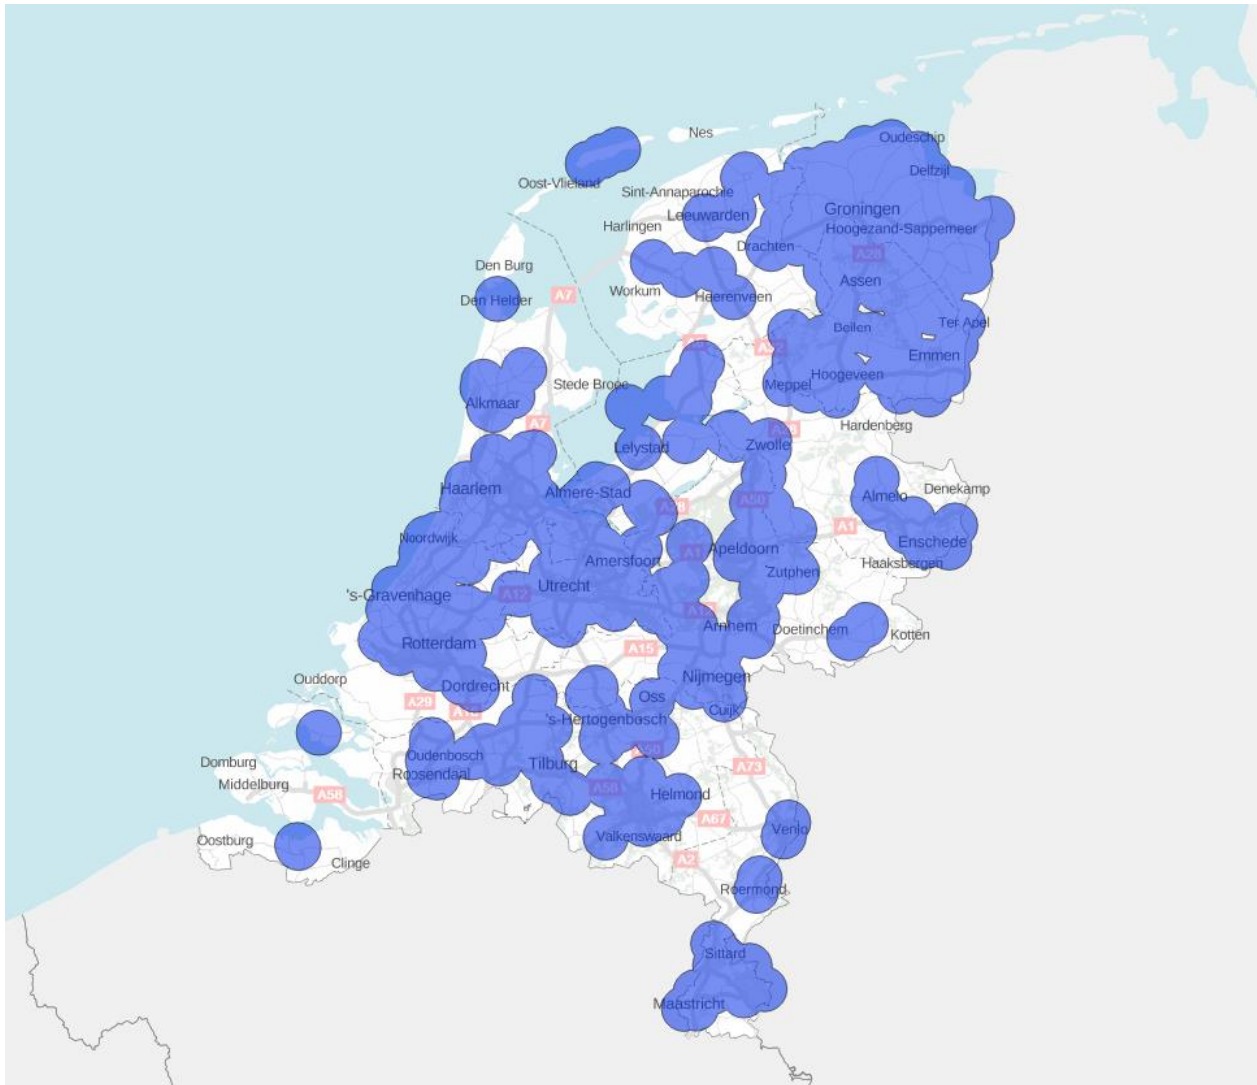 Nes
Oudeschip
Delfzijl
Oost-Vlieland
Sint-Annaparochie
Leeuwarden
Groningen
Harlingen
Hoogezand-Sappemeer
Drachten
A28
Den Burg
Assen
Workum
Heerenveen
A7
Den Helder
Beilen
Ter Apel
Emmen
Stede Broec
Meppel
Hoogeveen
Alkmaar
A7
Hardenberg
Lelystad
Zwolle
Haarlem
Almere-Stad
Almelo
Denekamp
A50
A1
Noordwijk
Enschede
A1
Apeldoorn
Amersfoort
Haaksbergen
Zutphen
Utrecht
's-Gravenhage
A12
Arnhem
Doetinchem
Kotten
Rotterdam
A15
Nijmegen
Ouddorp
Dordrecht
Oss
A29
Cuijk
's-Hertogenbosch
A50
Oudenbosch
Domburg
Tilburg
A73
Roosendaal
Middelburg
A58
A58
Helmond
A67
Venlo
Valkenswaard
Oostburg
A2
Clinge
Roermond
Sittard
Maastricht